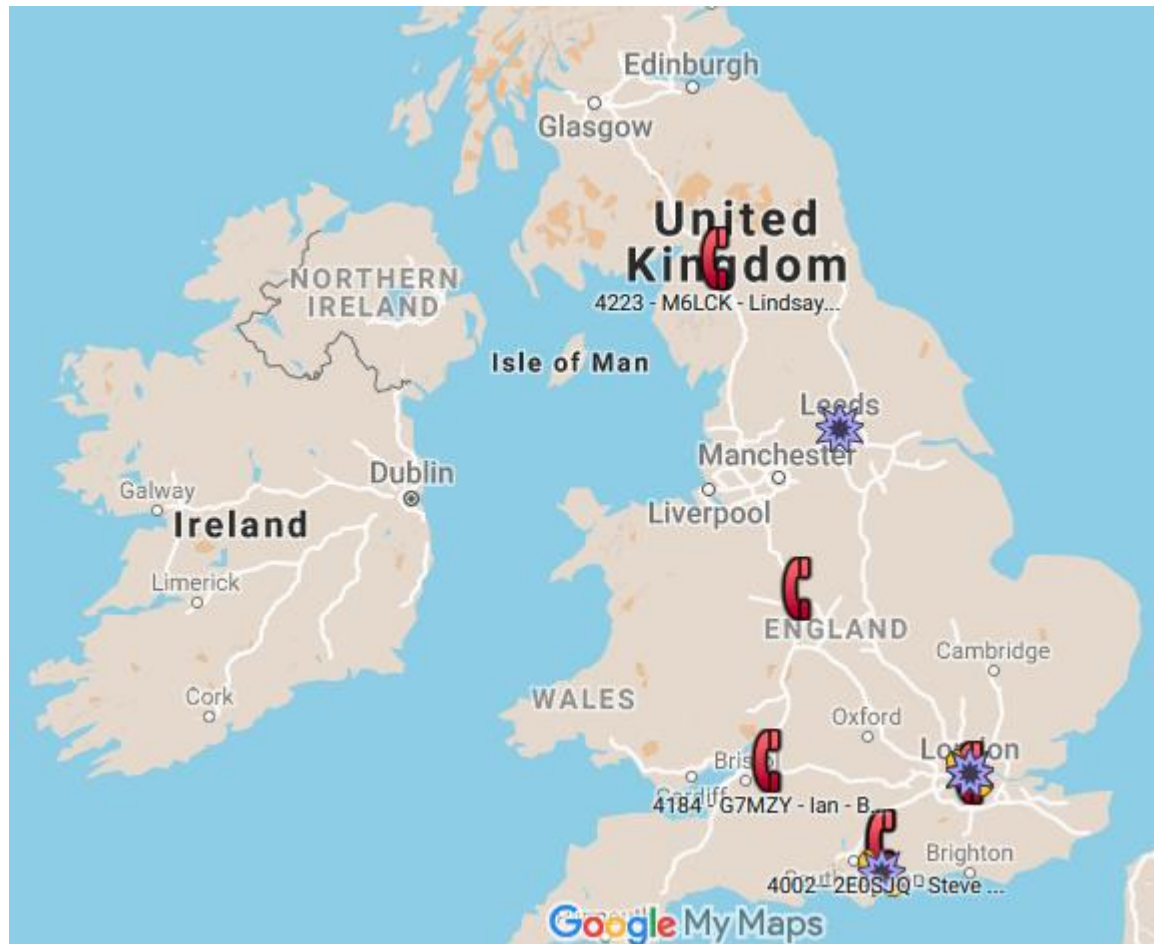 Edinburgh
Glasgow
United
Kingdom
NORTHERN
IRELAND
4223 - M6LCK - Lindsay...
Isle of Man
Leeds
Manchester
Dublin
Liverpool
Galway
Ireland
Limerick
ENGLAND
Cambridge
Cork
WALES
Oxford
London
Cardiff
4184 - G7MZY - Ian - B...
Brighton
4002 - 2E0SJQ - Steve ...
Google My Maps